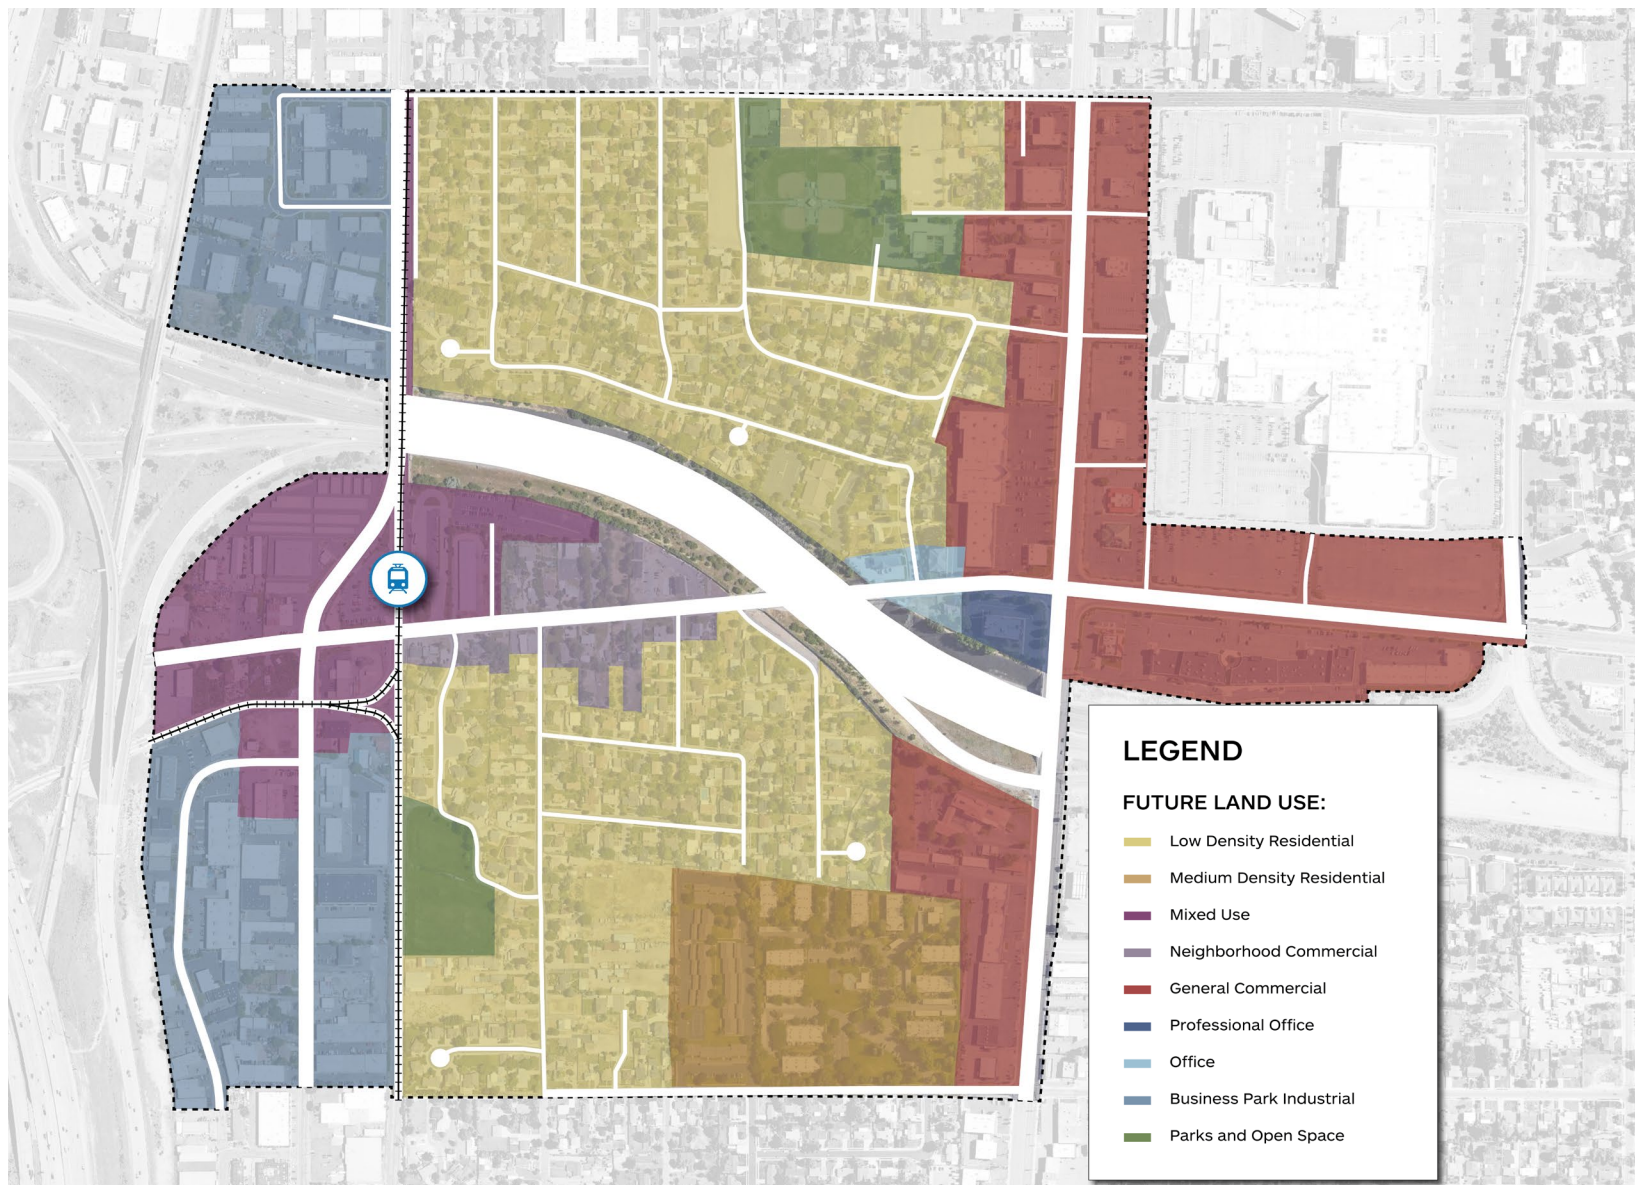 LEGEND
FUTURE LAND USE:
Low Density Residential
Medium Density Residential
Mixed Use
Neighborhood Commercial
General Commercial
Professional Office
Office
Business Park Industrial
Parks and Open Space